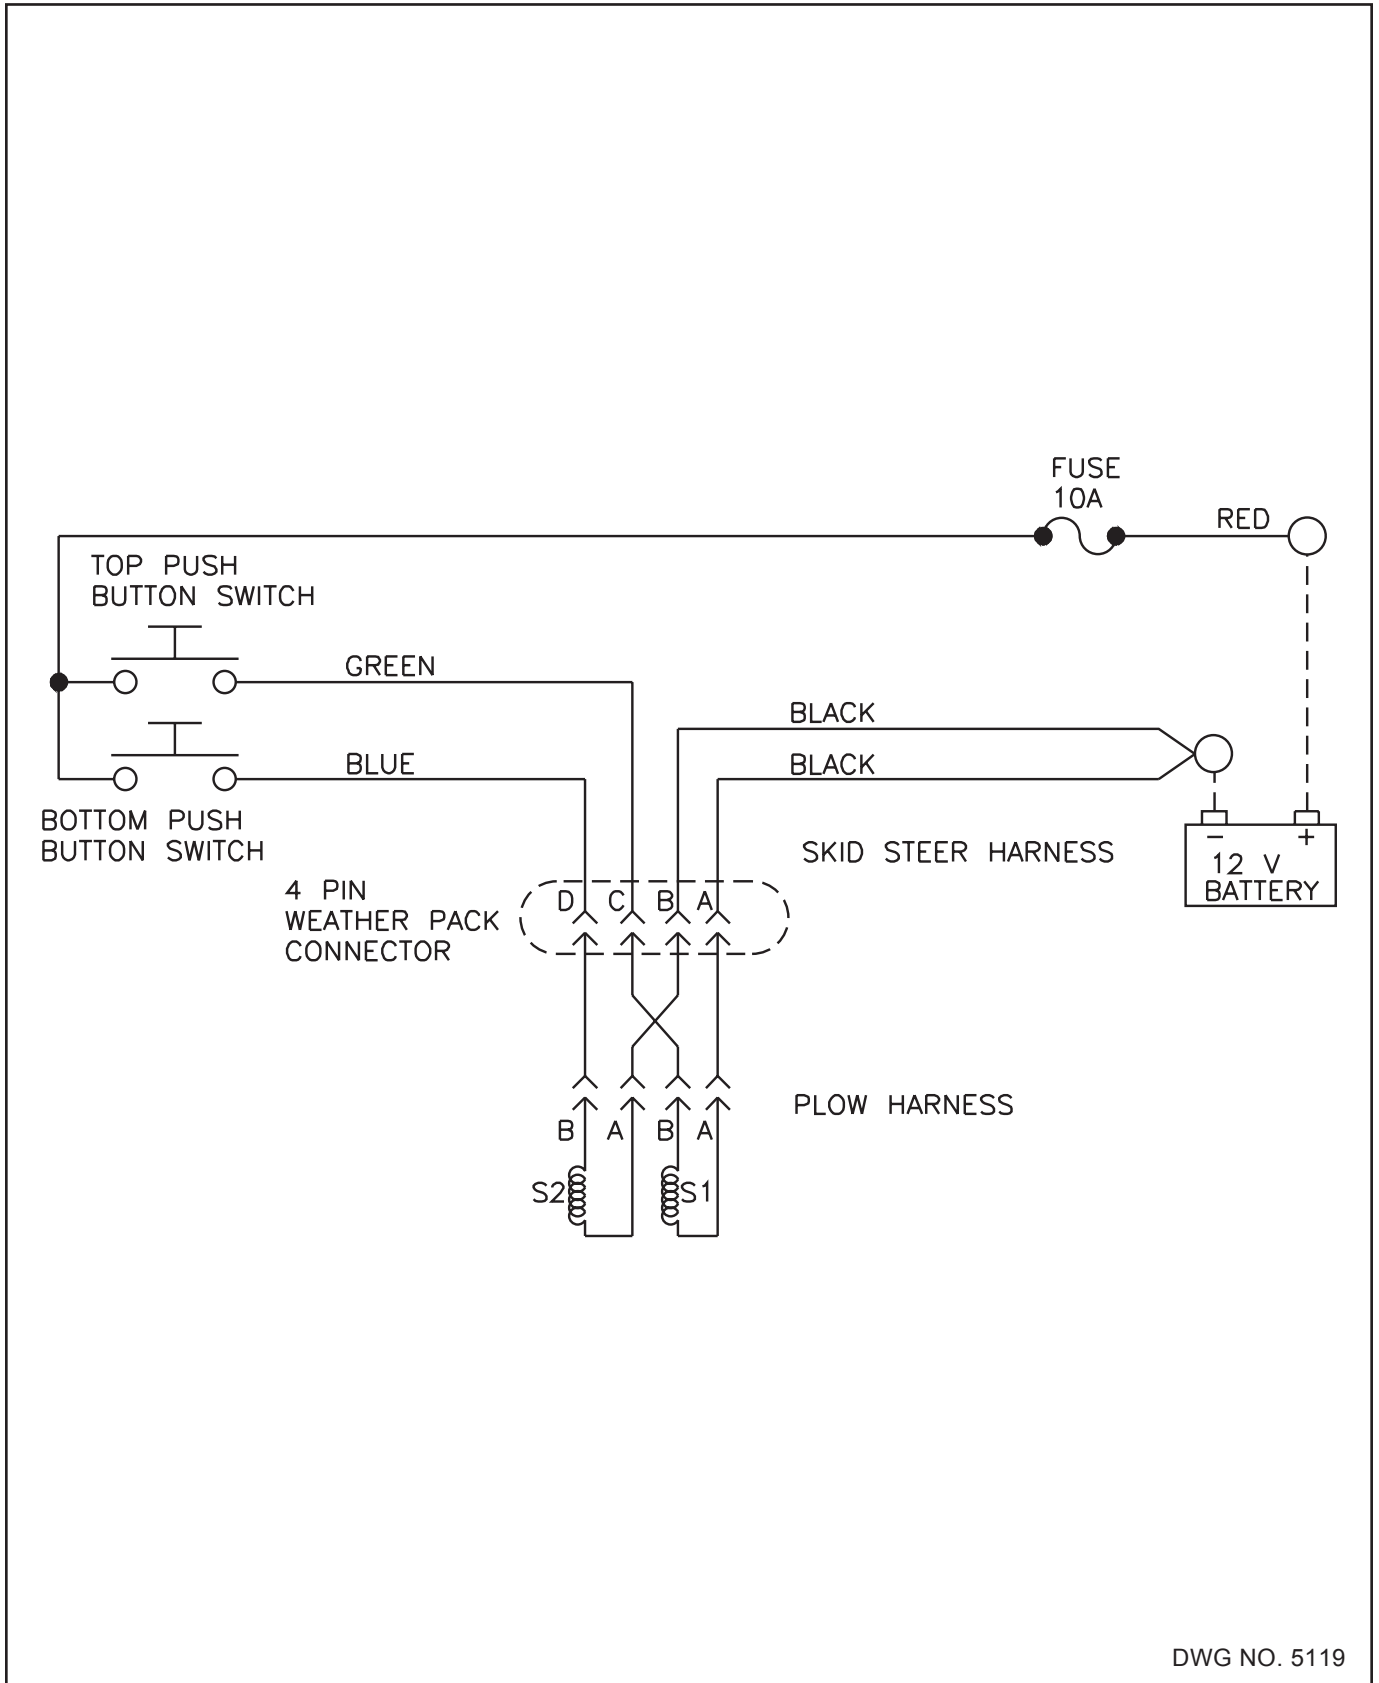 FUSE
10A
RED
TOP PUSH
BUTTON SWITCH
GREEN
BLACK
BLUE
BLACK
BOTTOM PUSH
BUTTON SWITCH
SKID STEER HARNESS
− +
12 V
BATTERY
4 PIN
WEATHER PACK
CONNECTOR
D C B A
PLOW HARNESS
B A B A
S2 S1
DWG NO. 5119